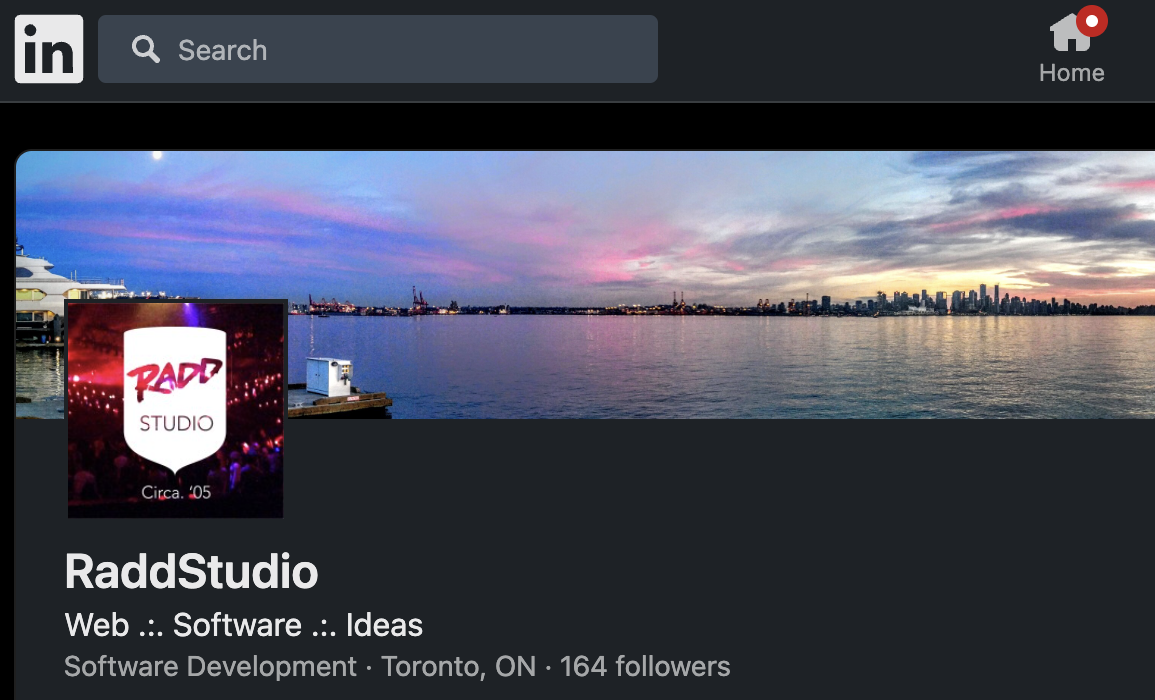 in
Search
Home
RADD
STUDIO
Circa. '05
RaddStudio
Web .:. Software .:. Ideas
Software Development · Toronto, ON · 164 followers